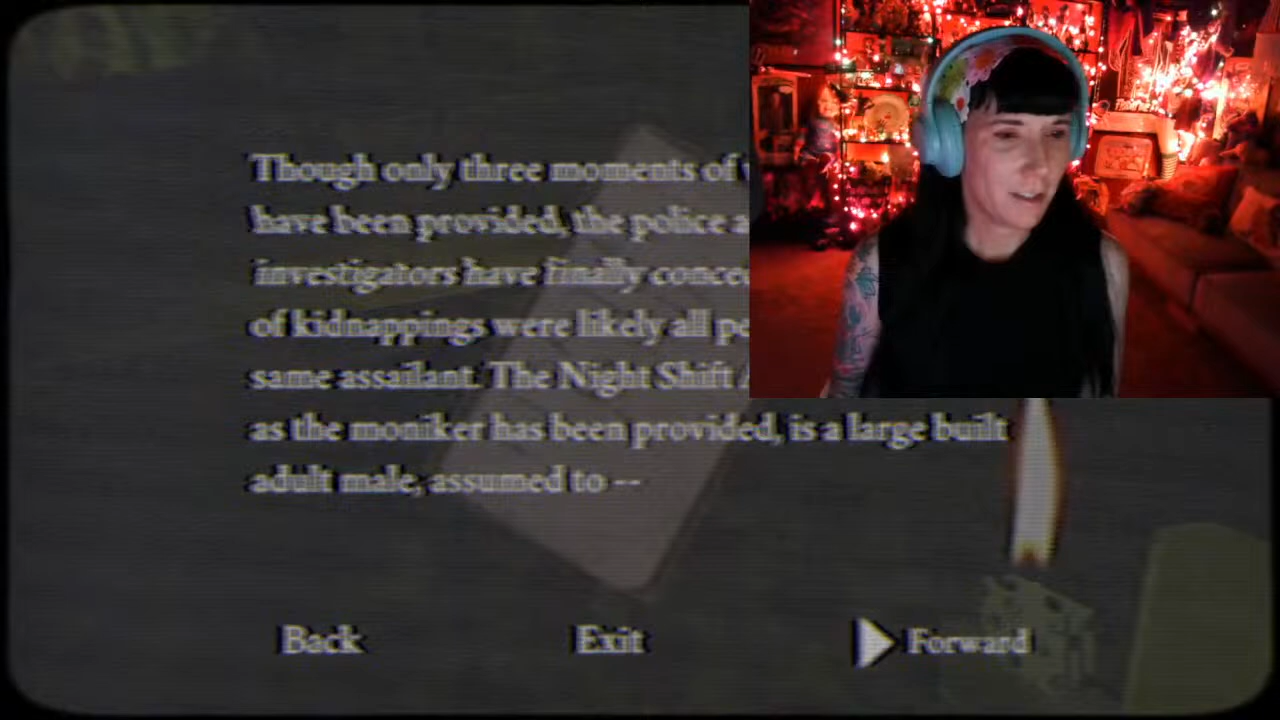 Though only three moments of
have been provided, the police
investigators have finally
of kidnappings were likely all
same assailant. The Night Shift
as the moniker has been provided, is a large built
adult male, assumed to --
Back Exit Forward